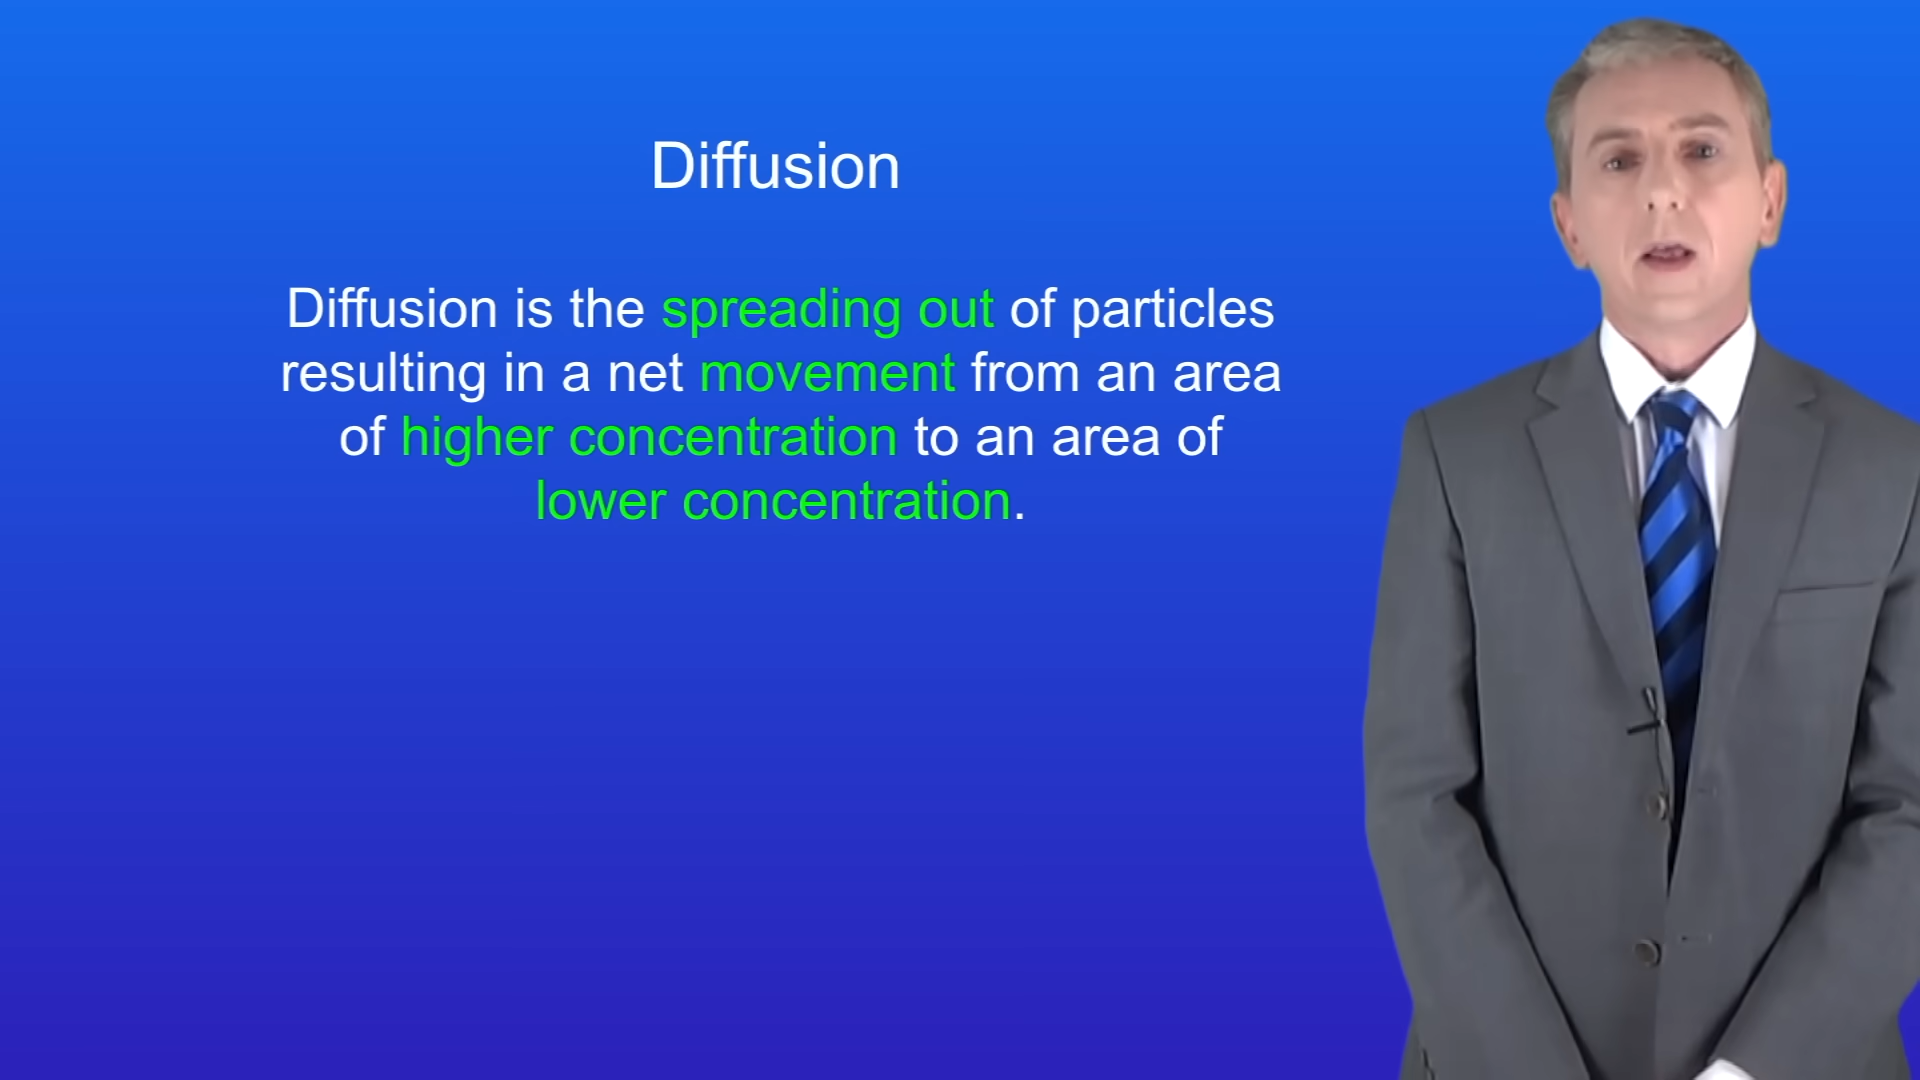 Diffusion
Diffusion is the spreading out of particles
resulting in a net movement from an area
of higher concentration to an area of
lower concentration.